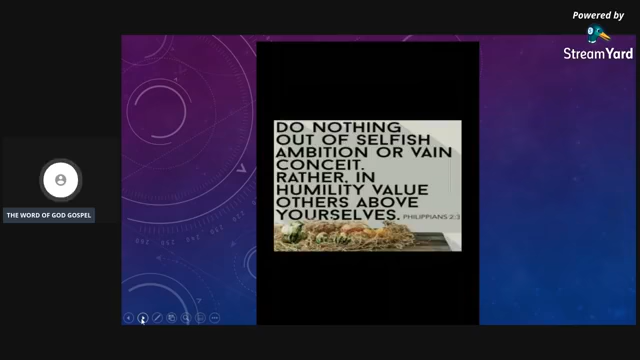 Powered by
StreamYard
DO NOTHING
OUT OF SELFISH
AMBITION OR VAIN
CONCEIT.
RATHER, IN
HUMILITY VALUE
OTHERS ABOVE
YOURSELVES. PHILIPPIANS 2:3
THE WORD OF GOD GOSPEL